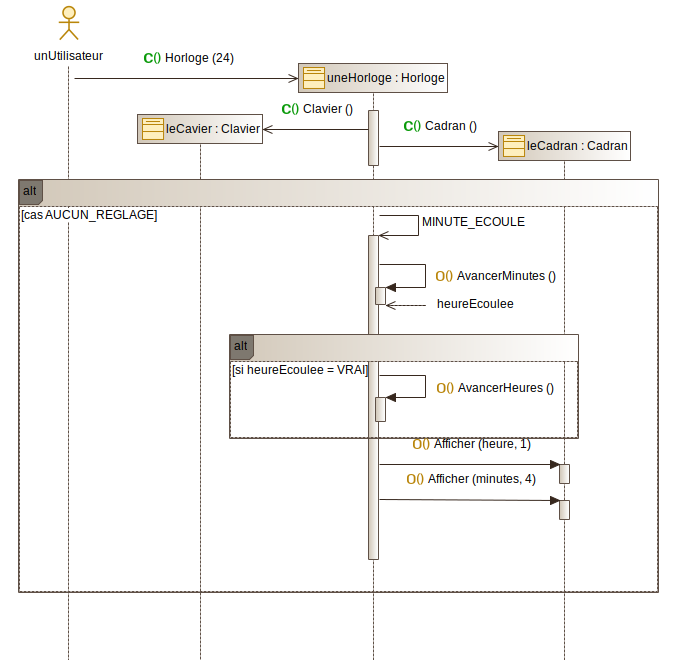 unUtilisateur
C() Horloge (24)
uneHorloge : Horloge
C() Clavier ()
leCavier : Clavier
C() Cadran ()
leCadran : Cadran
alt
[cas AUCUN_REGLAGE]
MINUTE_ECOULE
O() AvancerMinutes ()
heureEcoulee
alt
[si heureEcoulee = VRAI]
O() AvancerHeures ()
O() Afficher (heure, 1)
O() Afficher (minutes, 4)